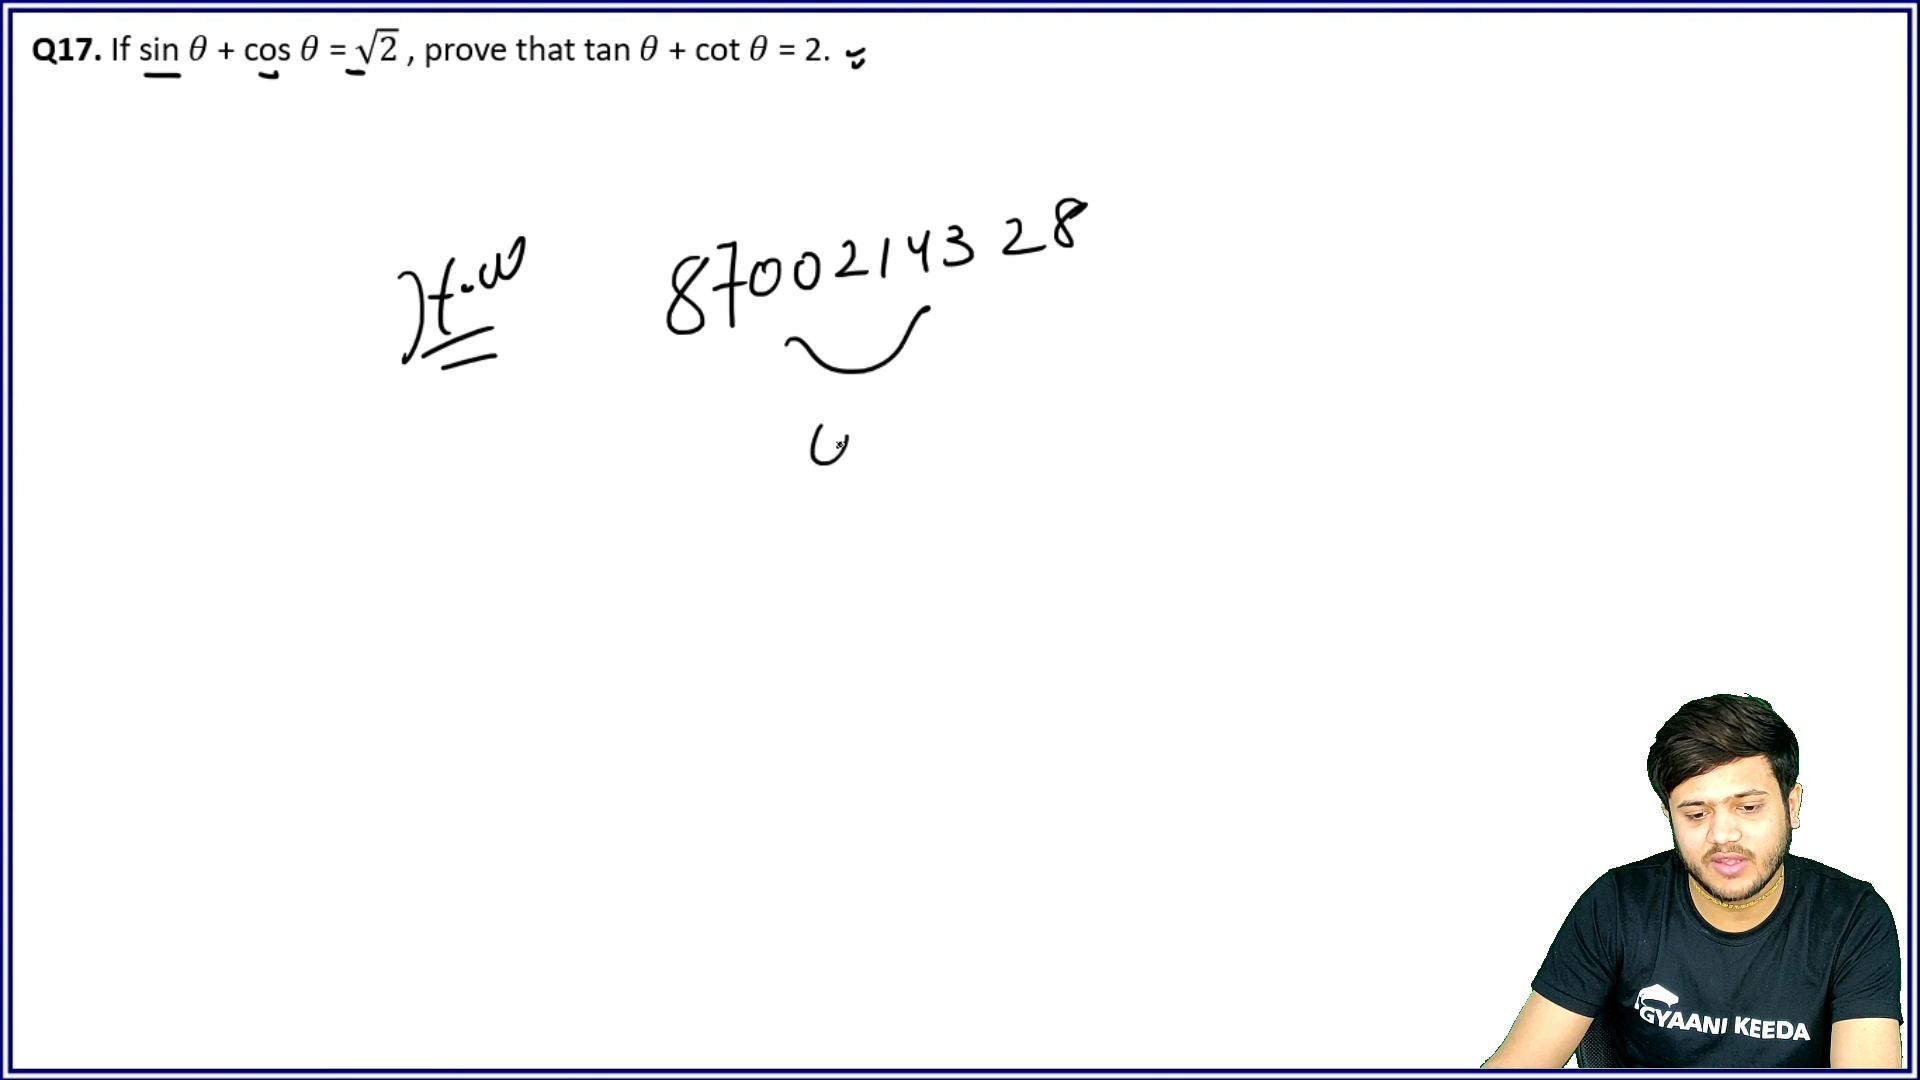 Q17. If sin θ + cos θ = √2 , prove that tan θ + cot θ = 2.
H.W 8700214328
GYAANI KEEDA